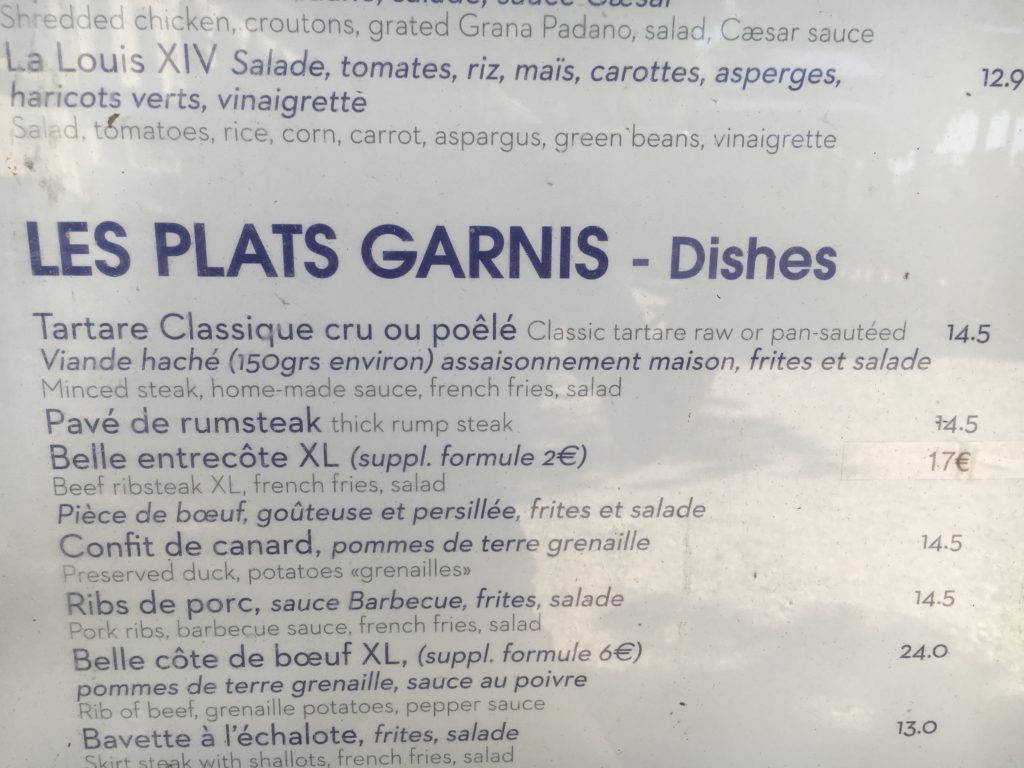 salade, sauce Cæsar
Shredded chicken, croutons, grated Grana Padano, salad, Cæsar sauce
La Louis XIV Salade, tomates, riz, maïs, carottes, asperges, 12.9
haricots verts, vinaigrette
Salad, tomatoes, rice, corn, carrot, aspargus, green beans, vinaigrette
LES PLATS GARNIS - Dishes
Tartare Classique cru ou poêlé Classic tartare raw or pan-sautéed 14.5
Viande haché (150grs environ) assaisonnement maison, frites et salade
Minced steak, home-made sauce, french fries, salad
Pavé de rumsteak thick rump steak 14.5
Belle entrecôte XL (suppl. formule 2€) 17€
Beef ribsteak XL, french fries, salad
Pièce de bœuf, goûteuse et persillée, frites et salade
Confit de canard, pommes de terre grenaille 14.5
Preserved duck, potatoes «grenailles»
Ribs de porc, sauce Barbecue, frites, salade 14.5
Pork ribs, barbecue sauce, french fries, salad
Belle côte de bœuf XL, (suppl. formule 6€) 24.0
pommes de terre grenaille, sauce au poivre
Rib of beef, grenaille potatoes, pepper sauce
Bavette à l'échalote, frites, salade 13.0
Skirt steak with shallots, french fries, salad